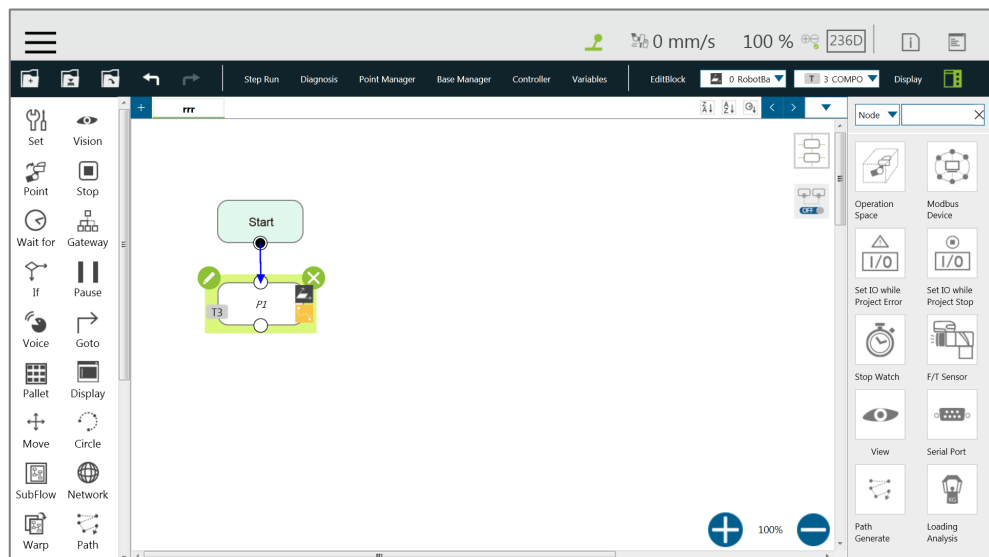 0 mm/s 100 % 236D
Step Run Diagnosis Point Manager Base Manager Controller Variables EditBlock 0 RobotBa T 3 COMPO Display
Set Vision
Point Stop
Wait for Gateway
If Pause
Voice Goto
Pallet Display
Move Circle
SubFlow Network
Warp Path
+ rrr
Start
P1
T3
OFF
100%
Node
Operation
Space
Modbus
Device
I/O
Set IO while
Project Error
I/O
Set IO while
Project Stop
Stop Watch
F/T Sensor
View
Serial Port
Path
Generate
KG
Loading
Analysis